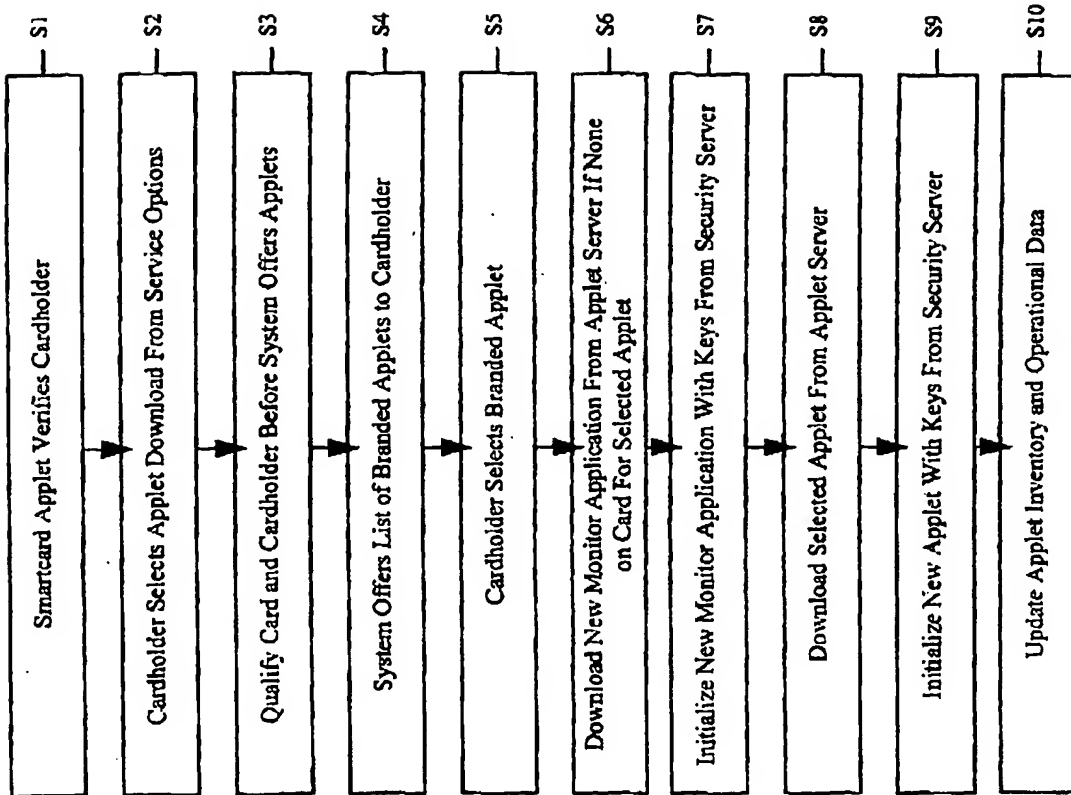 Smartcard Applet Verifies Cardholder
S1
Cardholder Selects Applet Download From Service Options
S2
Qualify Card and Cardholder Before System Offers Applets
S3
System Offers List of Branded Applets to Cardholder
S4
Cardholder Selects Branded Applet
S5
Download New Monitor Application From Applet Server If None
on Card For Selected Applet
S6
Initialize New Monitor Application With Keys From Security Server
S7
Download Selected Applet From Applet Server
S8
Initialize New Applet With Keys From Security Server
S9
Update Applet Inventory and Operational Data
S10